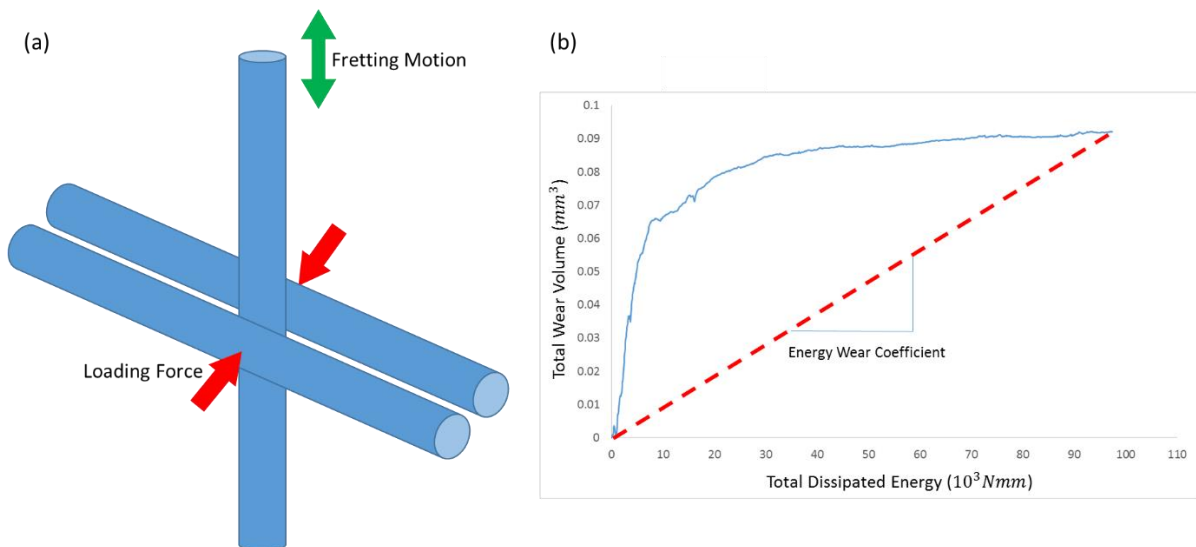 (a)
Fretting Motion
Loading Force
(b)
Total Wear Volume (mm³)
0.1
0.09
0.08
0.07
0.06
0.05
0.04
0.03
0.02
0.01
0
Energy Wear Coefficient
0 10 20 30 40 50 60 70 80 90 100 110
Total Dissipated Energy (10³Nmm)